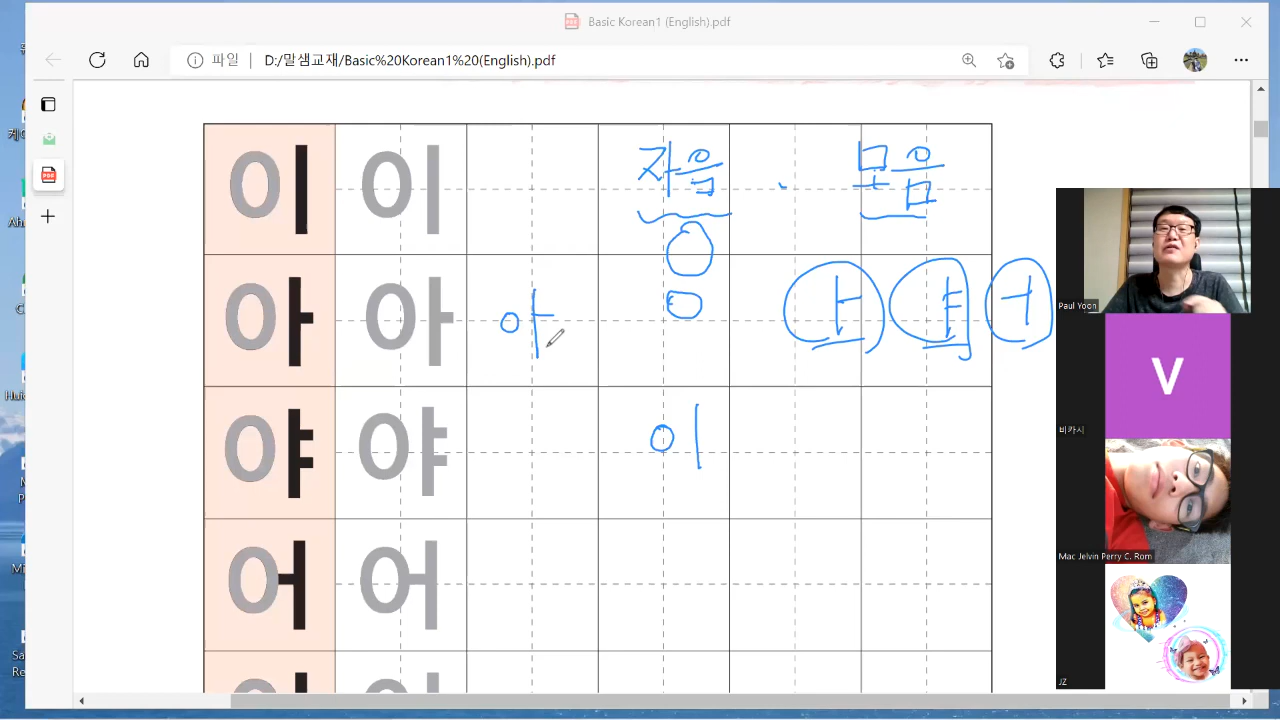 Basic Korean1 (English).pdf
파일 D:/말샘교재/Basic%20Korean1%20(English).pdf
이 이 자음 · 모음
ㅇ
아 아 아 ㅇ ㅏ ㅑ ㅓ
야 야 이
어 어
Paul Yoon
V
비카시
Mac Jelvin Perry C. Rom
JZ